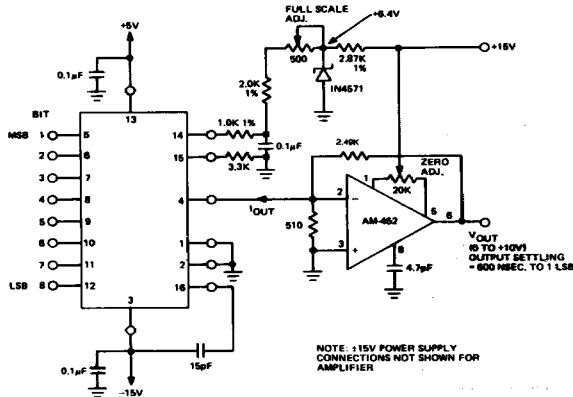 FULL SCALE
ADJ.
+6.4V
+5V
500
2.87K
1%
+15V
IN4571
0.1µF
2.0K
1%
13
BIT
MSB 1 5
14
1.0K 1%
0.1µF
2.49K
2 6
15
3.3K
3 7
ZERO
ADJ.
4 8
4
IOUT
2
1
20K
5 9
510
AM-452
5
6
6 10
1
3
8
VOUT
(0 TO +10V)
OUTPUT SETTLING
= 600 NSEC. TO 1 LSB
7 11
2
4.7pF
LSB 8 12
16
3
15pF
0.1µF
-15V
NOTE: ±15V POWER SUPPLY
CONNECTIONS NOT SHOWN FOR
AMPLIFIER